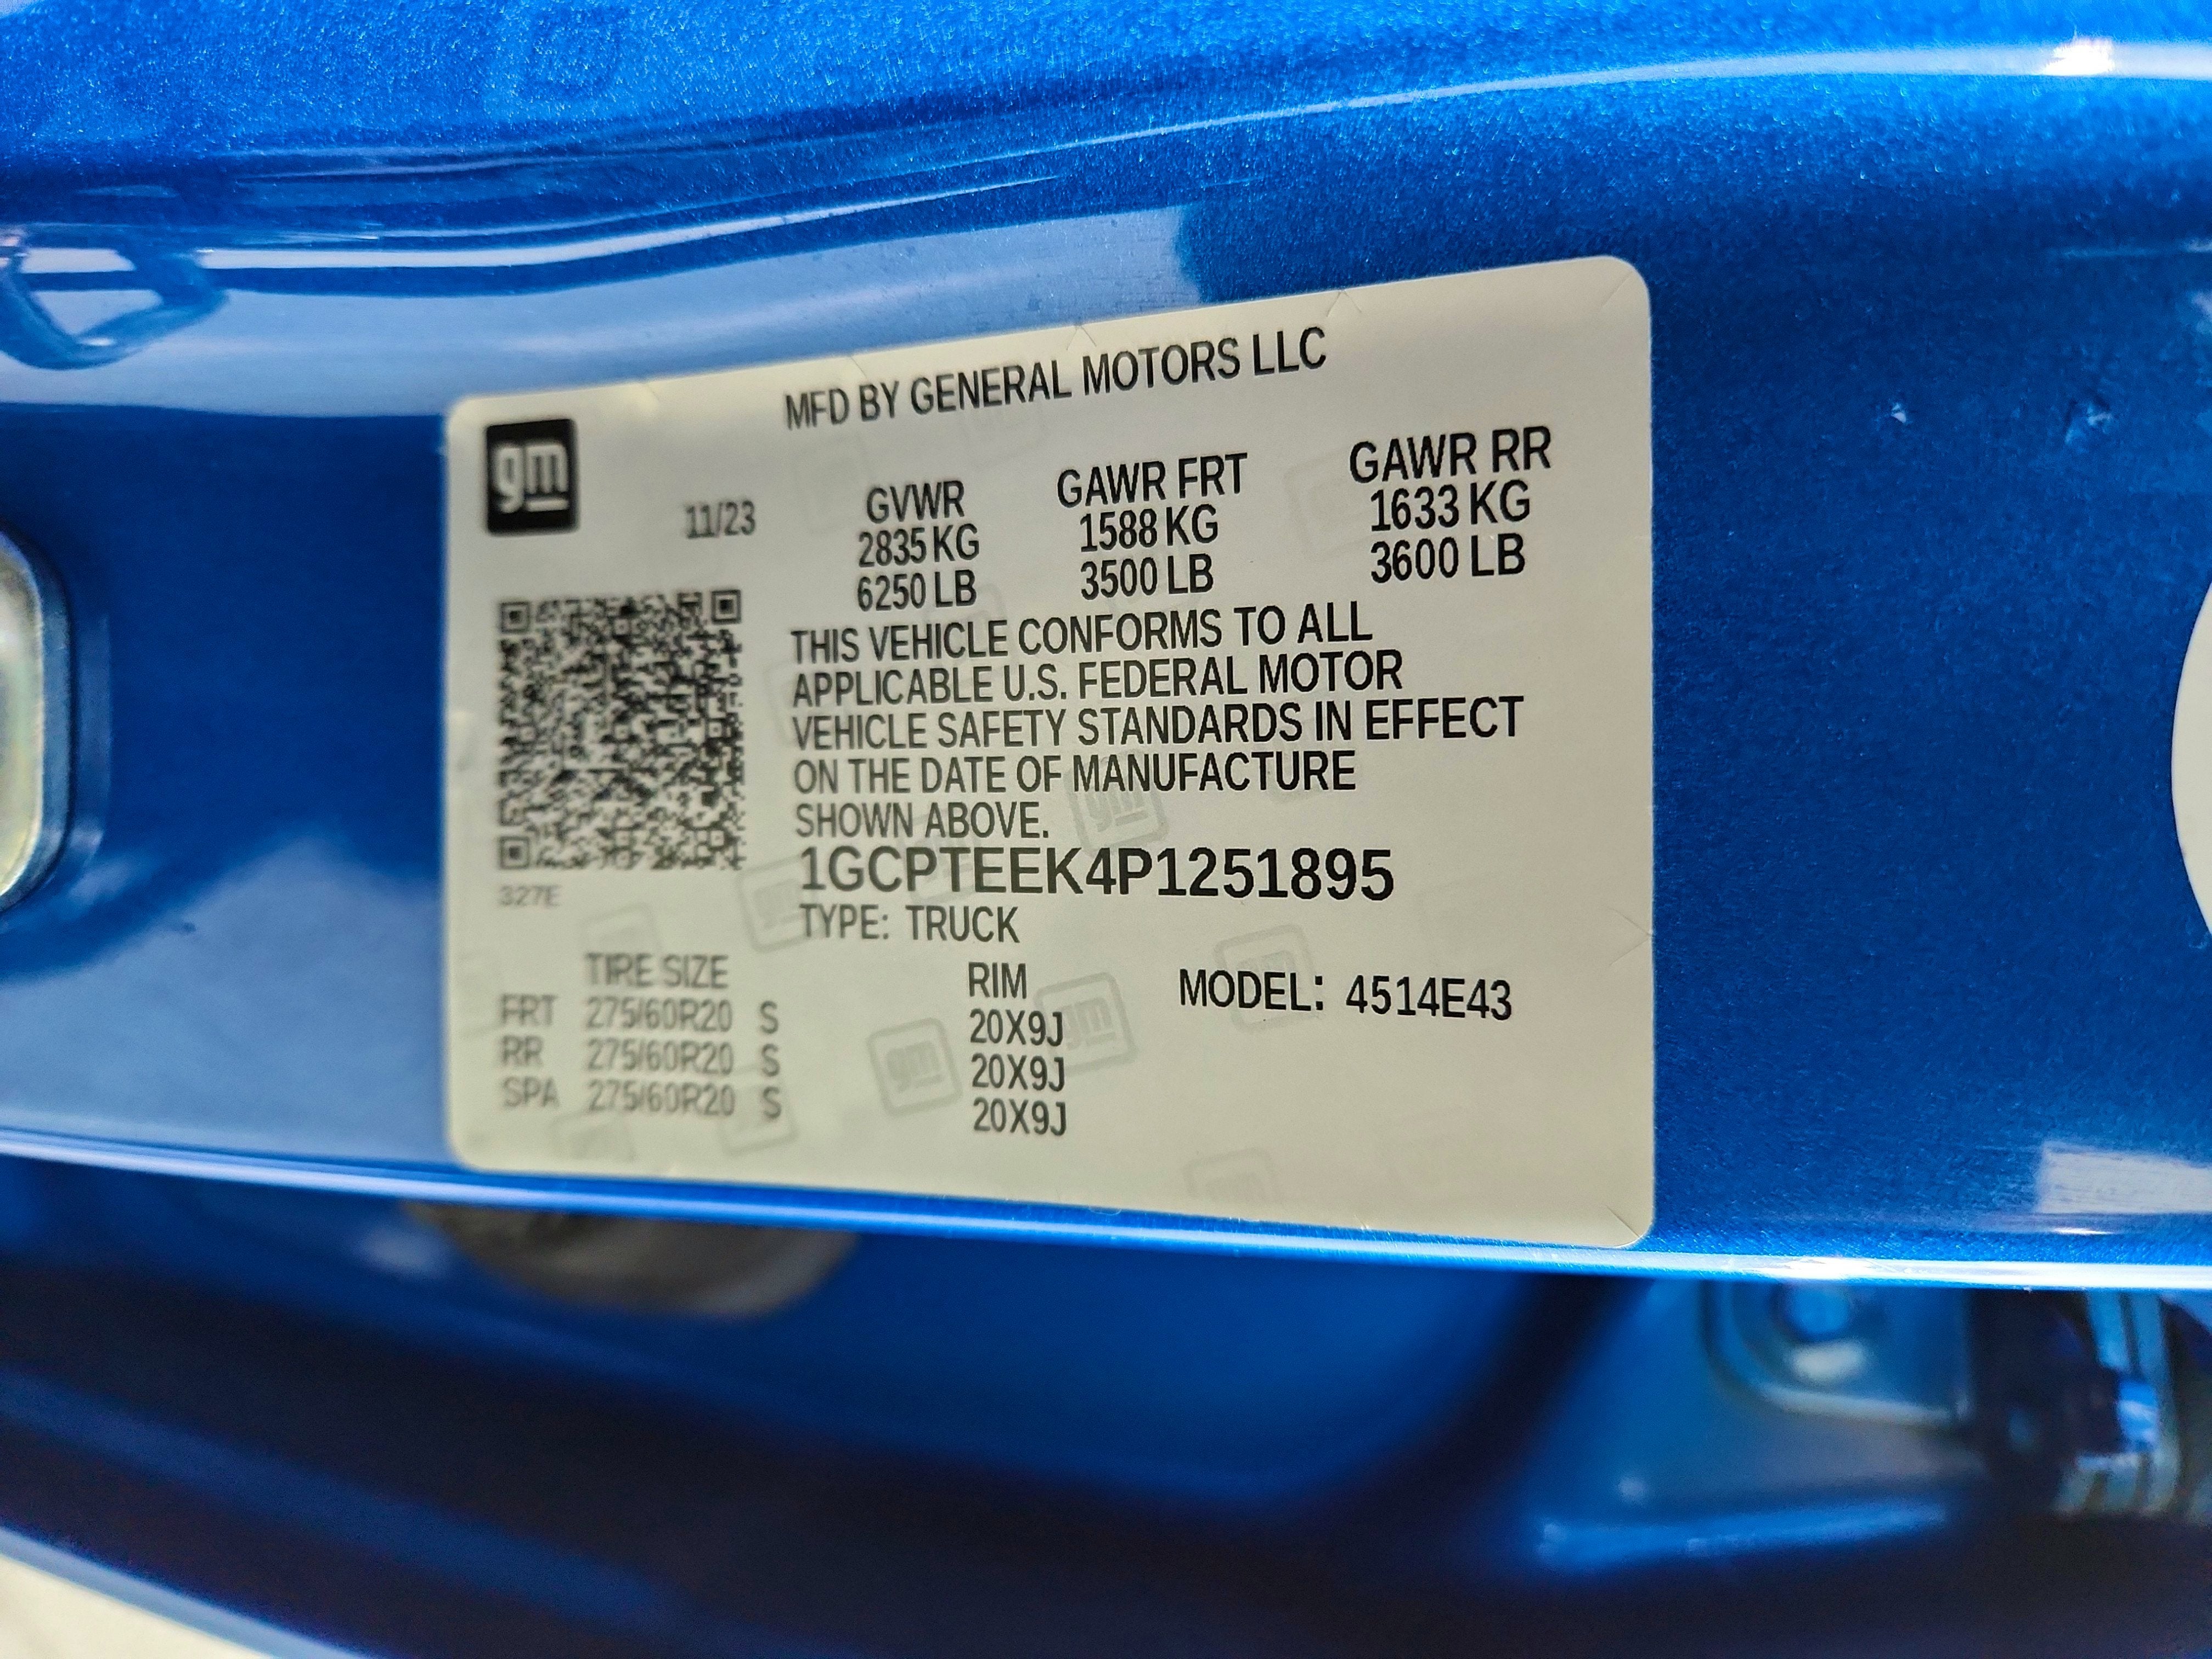 MFD BY GENERAL MOTORS LLC
gm
11/23
GVWR GAWR FRT GAWR RR
2835 KG 1588 KG 1633 KG
6250 LB 3500 LB 3600 LB
THIS VEHICLE CONFORMS TO ALL
APPLICABLE U.S. FEDERAL MOTOR
VEHICLE SAFETY STANDARDS IN EFFECT
ON THE DATE OF MANUFACTURE
SHOWN ABOVE.
1GCPTEEK4P1251895
327E
TYPE: TRUCK
TIRE SIZE RIM MODEL: 4514E43
FRT 275/60R20 S 20X9J
RR 275/60R20 S 20X9J
SPA 275/60R20 S 20X9J